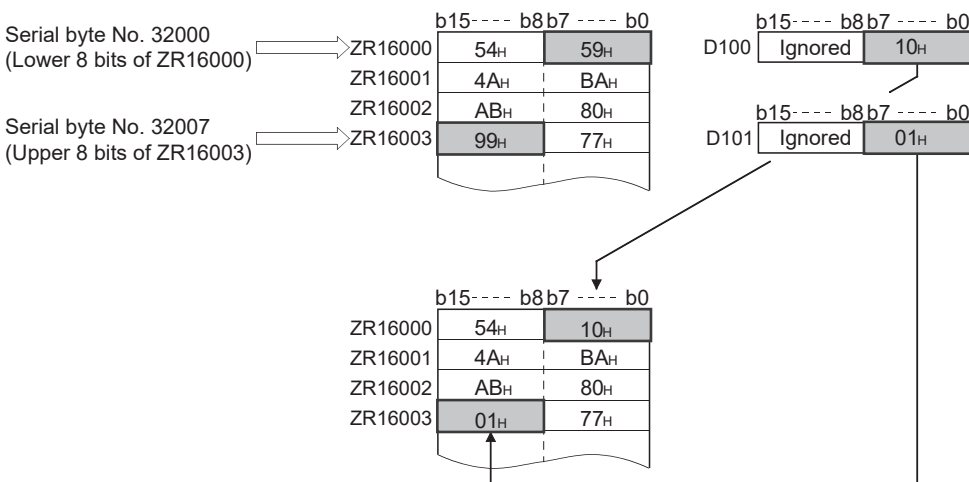 b15---- b8 b7 ---- b0
Serial byte No. 32000
(Lower 8 bits of ZR16000)
ZR16000 54H 59H
ZR16001 4AH BAH
ZR16002 ABH 80H
Serial byte No. 32007
(Upper 8 bits of ZR16003)
ZR16003 99H 77H
b15---- b8 b7 ---- b0
D100 Ignored 10H
b15---- b8 b7 ---- b0
D101 Ignored 01H
b15---- b8 b7 ---- b0
ZR16000 54H 10H
ZR16001 4AH BAH
ZR16002 ABH 80H
ZR16003 01H 77H